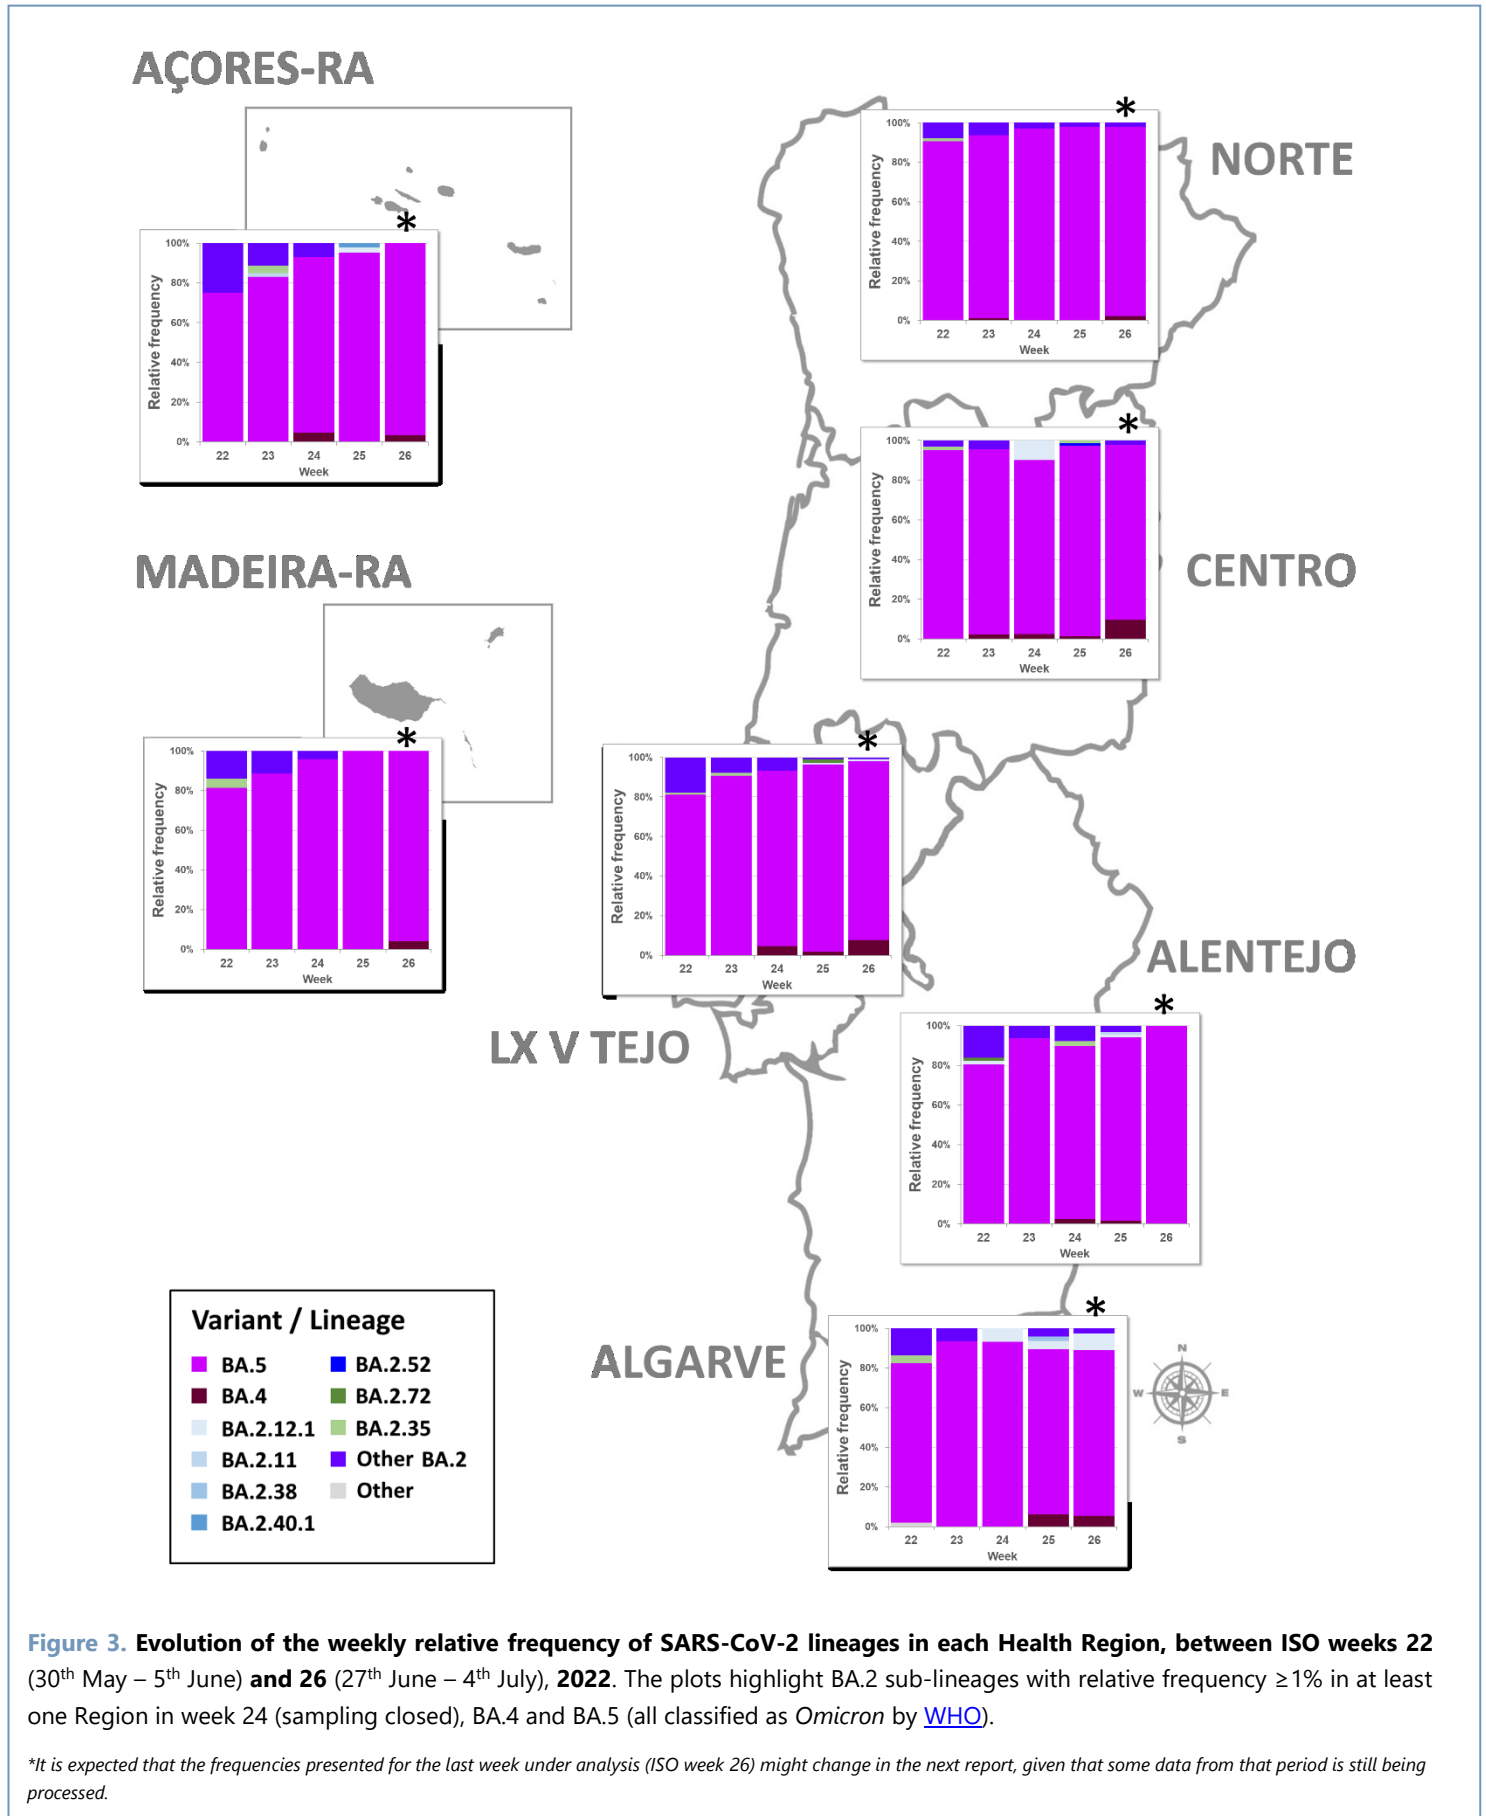 AÇORES-RA
*
Relative frequency
100%
80%
60%
40%
20%
0%
22 23 24 25 26
Week
NORTE
*
Relative frequency
100%
80%
60%
40%
20%
0%
22 23 24 25 26
Week
CENTRO
*
Relative frequency
100%
80%
60%
40%
20%
0%
22 23 24 25 26
Week
MADEIRA-RA
*
Relative frequency
100%
80%
60%
40%
20%
0%
22 23 24 25 26
Week
LX V TEJO
*
Relative frequency
100%
80%
60%
40%
20%
0%
22 23 24 25 26
Week
ALENTEJO
*
Relative frequency
100%
80%
60%
40%
20%
0%
22 23 24 25 26
Week
ALGARVE
*
Relative frequency
100%
80%
60%
40%
20%
0%
22 23 24 25 26
Week
N
W E
S
Variant / Lineage
BA.5 BA.2.52
BA.4 BA.2.72
BA.2.12.1 BA.2.35
BA.2.11 Other BA.2
BA.2.38 Other
BA.2.40.1
Figure 3. Evolution of the weekly relative frequency of SARS-CoV-2 lineages in each Health Region, between ISO weeks 22
(30th May – 5th June) and 26 (27th June – 4th July), 2022. The plots highlight BA.2 sub-lineages with relative frequency ≥1% in at least
one Region in week 24 (sampling closed), BA.4 and BA.5 (all classified as Omicron by WHO).
*It is expected that the frequencies presented for the last week under analysis (ISO week 26) might change in the next report, given that some data from that period is still being
processed.